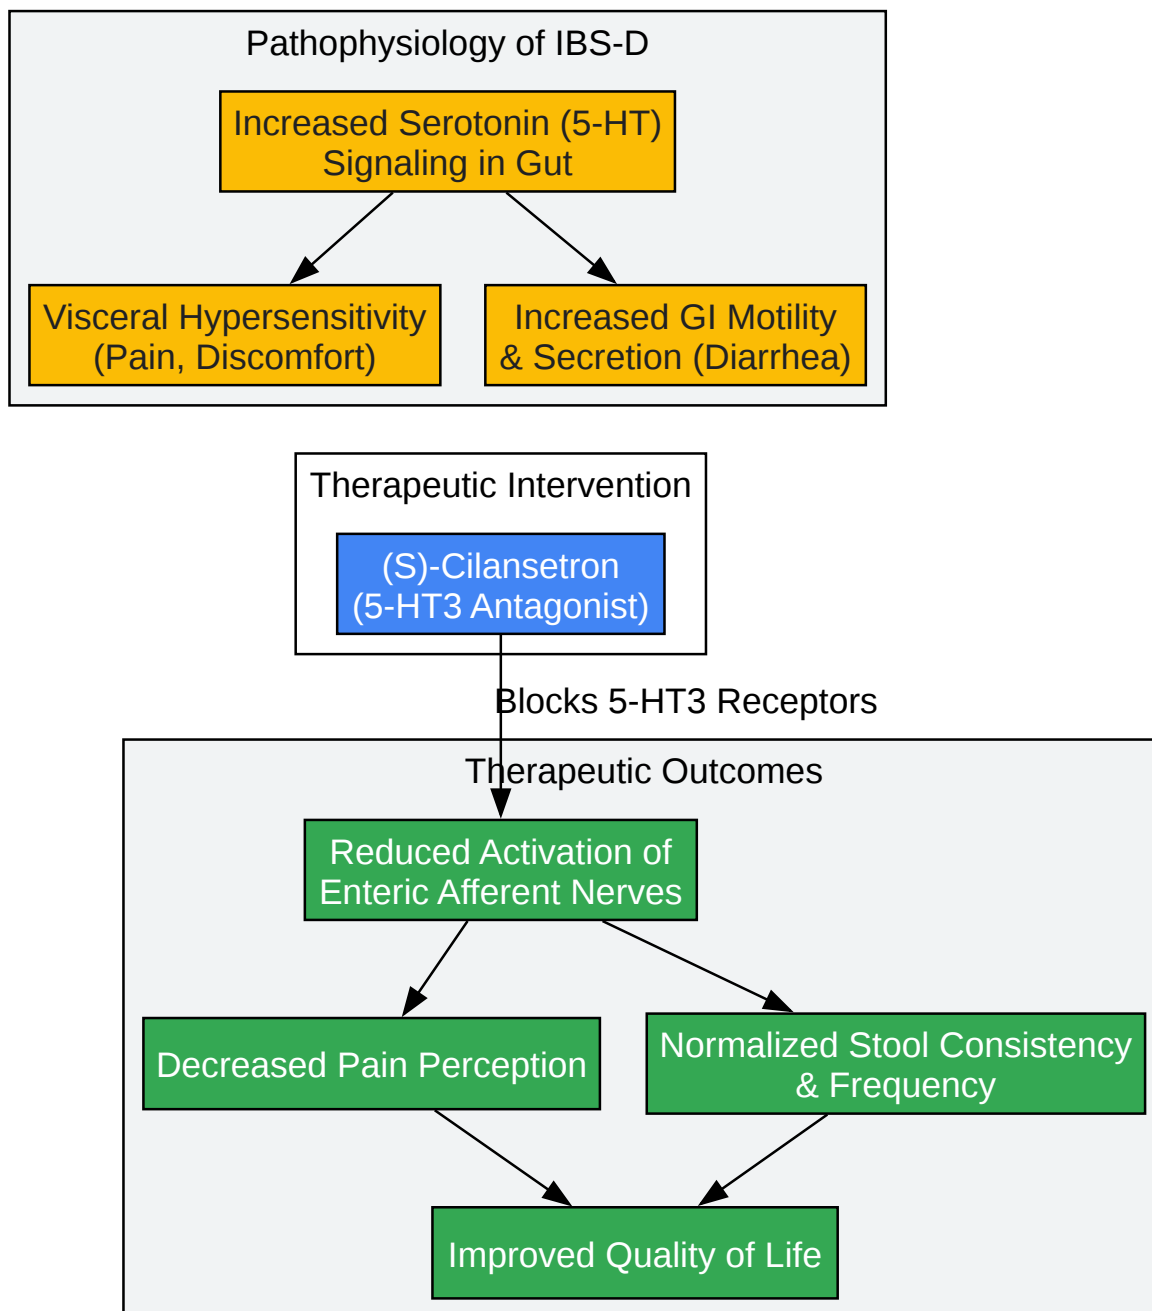 Pathophysiology of IBS-D
Increased Serotonin (5-HT)
Signaling in Gut
Visceral Hypersensitivity
(Pain, Discomfort)
Increased GI Motility
& Secretion (Diarrhea)
Therapeutic Intervention
(S)-Cilansetron
(5-HT3 Antagonist)
Blocks 5-HT3 Receptors
Therapeutic Outcomes
Reduced Activation of
Enteric Afferent Nerves
Decreased Pain Perception
Normalized Stool Consistency
& Frequency
Improved Quality of Life